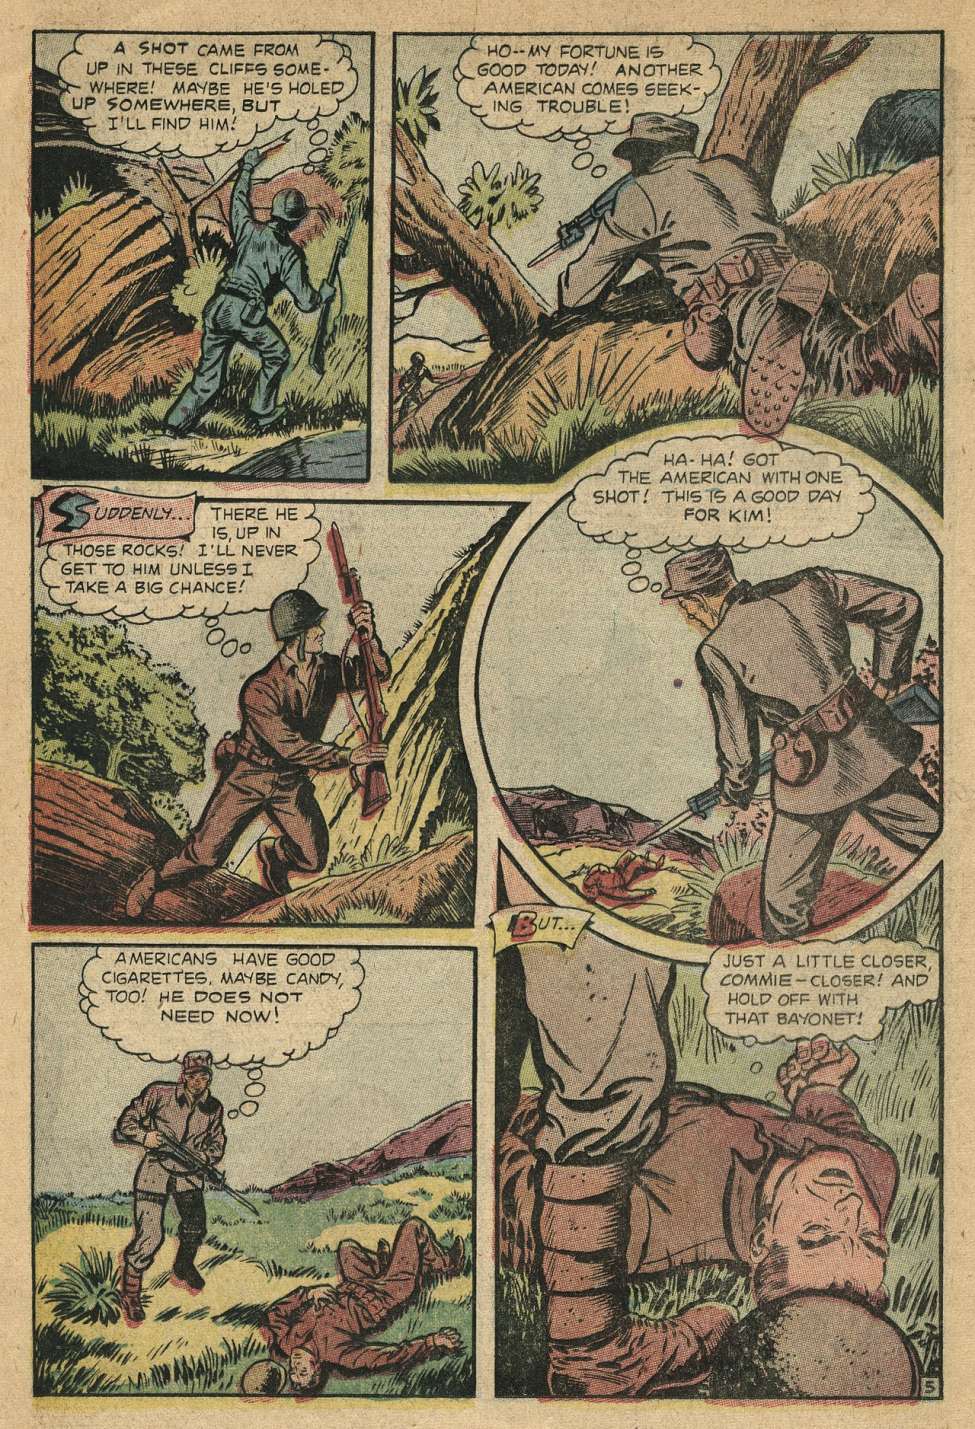 A SHOT CAME FROM
UP IN THESE CLIFFS SOME-
WHERE! MAYBE HE'S HOLED
UP SOMEWHERE, BUT
I'LL FIND HIM!
HO--MY FORTUNE IS
GOOD TODAY! ANOTHER
AMERICAN COMES SEEK-
ING TROUBLE!
SUDDENLY...
THERE HE
IS, UP IN
THOSE ROCKS! I'LL NEVER
GET TO HIM UNLESS I
TAKE A BIG CHANCE!
HA-HA! GOT
THE AMERICAN WITH ONE
SHOT! THIS IS A GOOD DAY
FOR KIM!
AMERICANS HAVE GOOD
CIGARETTES, MAYBE CANDY,
TOO! HE DOES NOT
NEED NOW!
BUT...
JUST A LITTLE CLOSER,
COMMIE-CLOSER! AND
HOLD OFF WITH
THAT BAYONET!
5